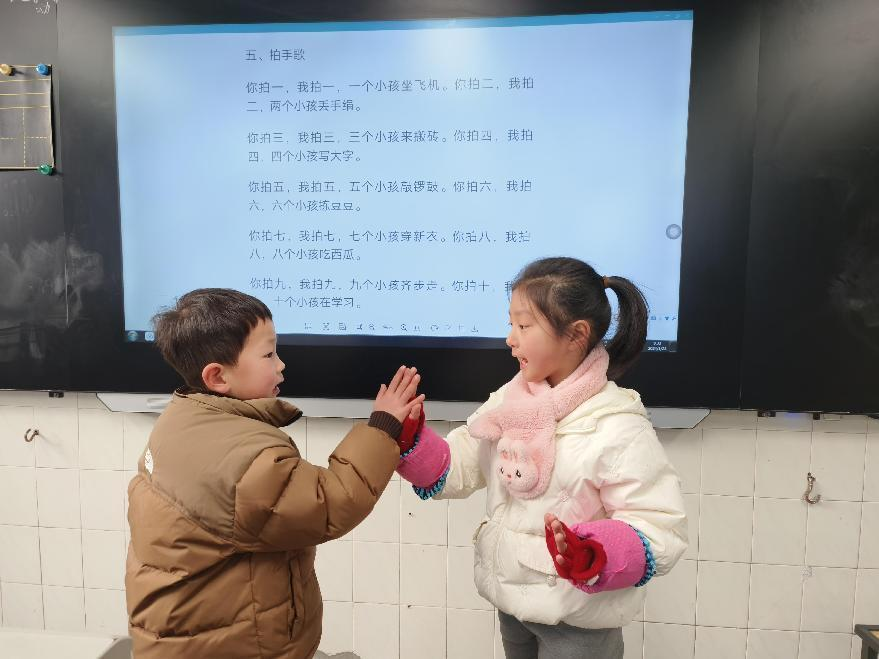 五、拍手歌
你拍一，我拍一，一个小孩坐飞机。你拍二，我拍
二，两个小孩丢手绢。
你拍三，我拍三，三个小孩来搬砖。你拍四，我拍
四，四个小孩写大字。
你拍五，我拍五，五个小孩敲锣鼓。你拍六，我拍
六，六个小孩拣豆豆。
你拍七，我拍七，七个小孩穿新衣。你拍八，我拍
八，八个小孩吃西瓜。
你拍九，我拍九，九个小孩齐步走。你拍十，
十个小孩在学习。